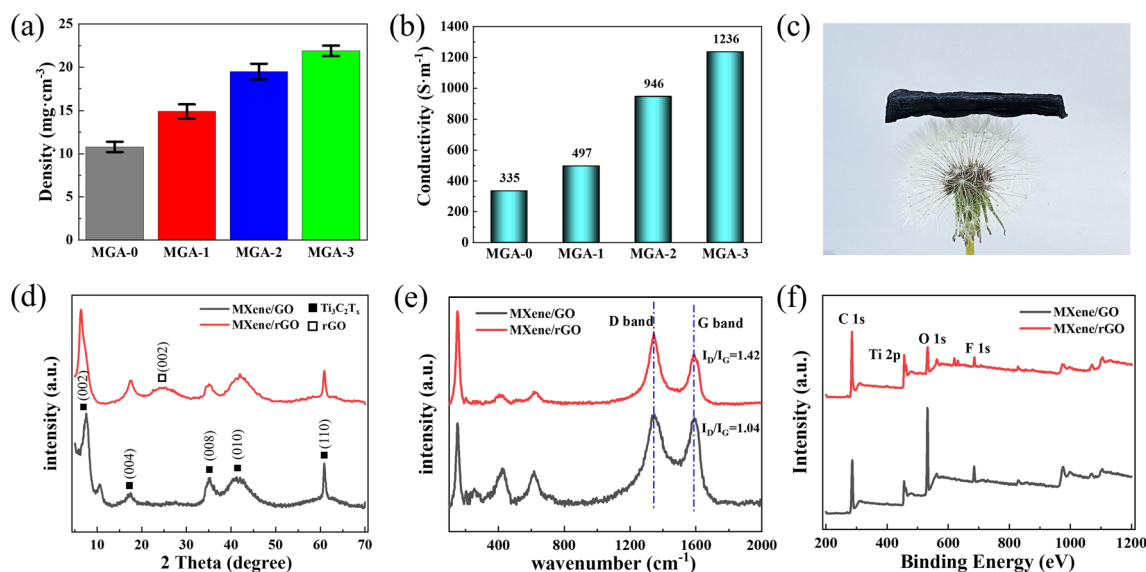 (a)
Density (mg·cm⁻³)
25
20
15
10
5
0
MGA-0 MGA-1 MGA-2 MGA-3
(b)
Conductivity (S·m⁻¹)
1400
1200
1000
800
600
400
200
0
335
497
946
1236
MGA-0 MGA-1 MGA-2 MGA-3
(c)
(d)
MXene/GO
MXene/rGO
■ Ti₃C₂Tₓ
□ rGO
(002)
(002)
(004)
(008)
(010)
(110)
intensity (a.u.)
10 20 30 40 50 60 70
2 Theta (degree)
(e)
MXene/GO
MXene/rGO
D band
G band
I_D/I_G=1.42
I_D/I_G=1.04
intensity (a.u.)
400 800 1200 1600 2000
wavenumber (cm⁻¹)
(f)
MXene/GO
MXene/rGO
C 1s
Ti 2p
O 1s
F 1s
Intensity (a.u.)
200 400 600 800 1000 1200
Binding Energy (eV)